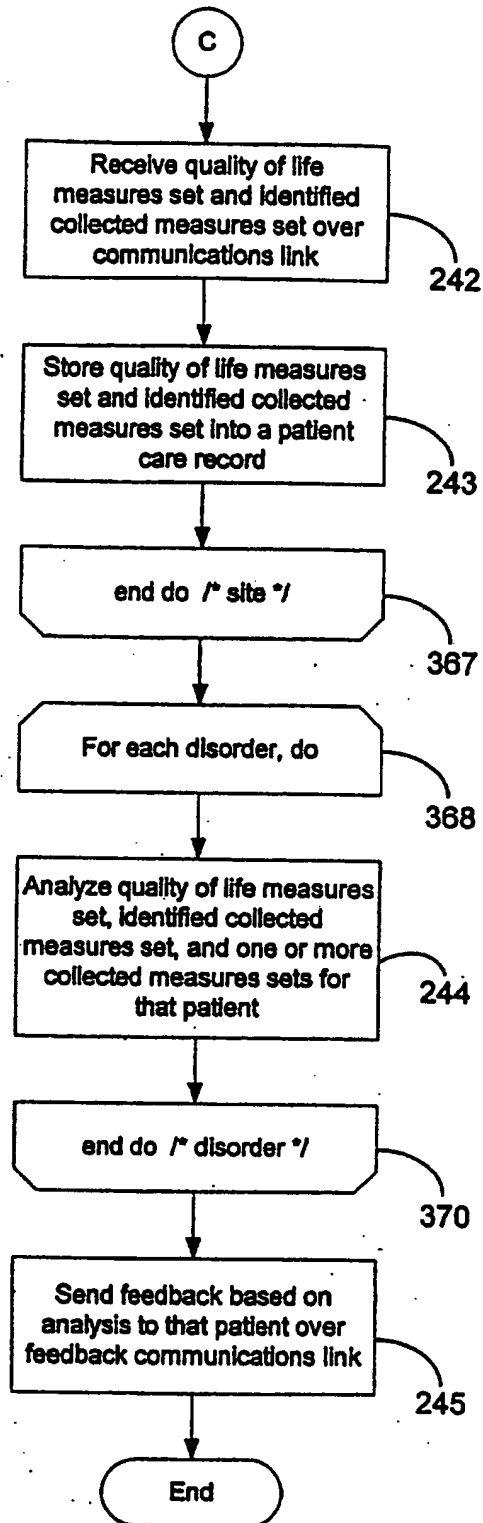 C
Receive quality of life
measures set and identified
collected measures set over
communications link
242
Store quality of life measures
set and identified collected
measures set into a patient
care record
243
end do /* site */
367
For each disorder, do
368
Analyze quality of life measures
set, identified collected
measures set, and one or more
collected measures sets for
that patient
244
end do /* disorder */
370
Send feedback based on
analysis to that patient over
feedback communications link
245
End